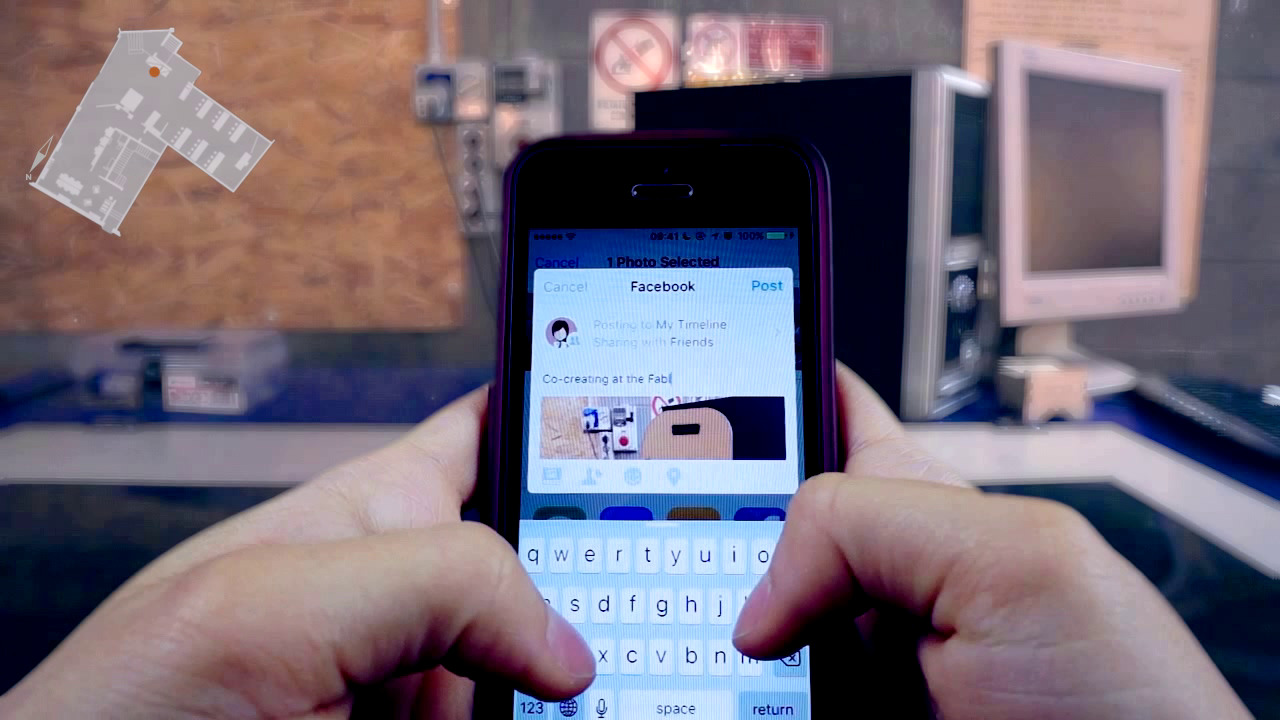 N
09:41 100%
Cancel 1 Photo Selected
Cancel Facebook Post
Posting to My Timeline
Sharing with Friends
Co-creating at the Fabl
q w e r t y u i o
s d f g h j
x c v b n m
123 space return